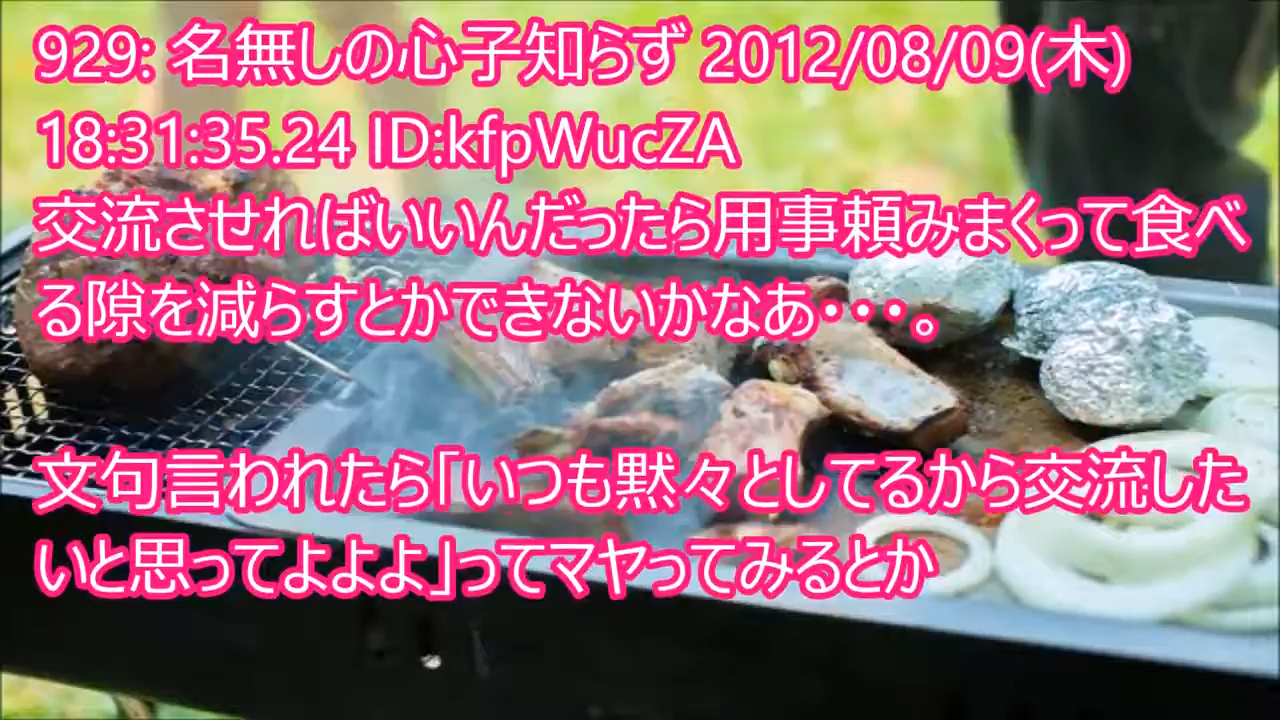 929: 名無しの心子知らず 2012/08/09(木)
18:31:35.24 ID:kfpWucZA
交流させればいいんだったら用事頼みまくって食べ
る隙を減らすとかできないかなあ・・・。
文句言われたら「いつも黙々としてるから交流した
いと思ってよよよ」ってマヤってみるとか